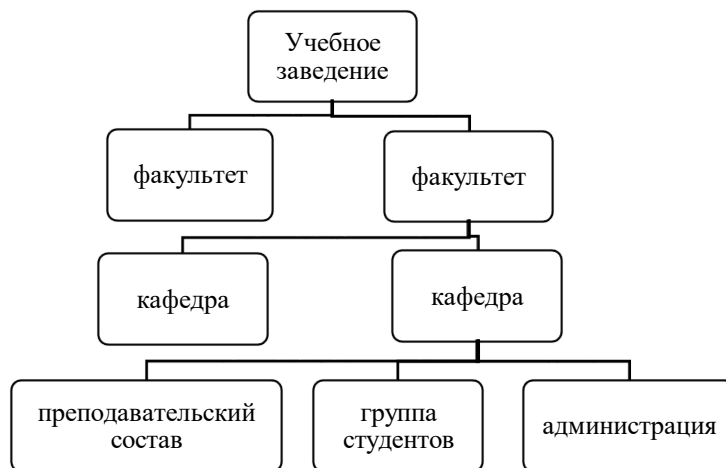 Учебное
заведение
факультет
факультет
кафедра
кафедра
преподавательский
состав
группа
студентов
администрация